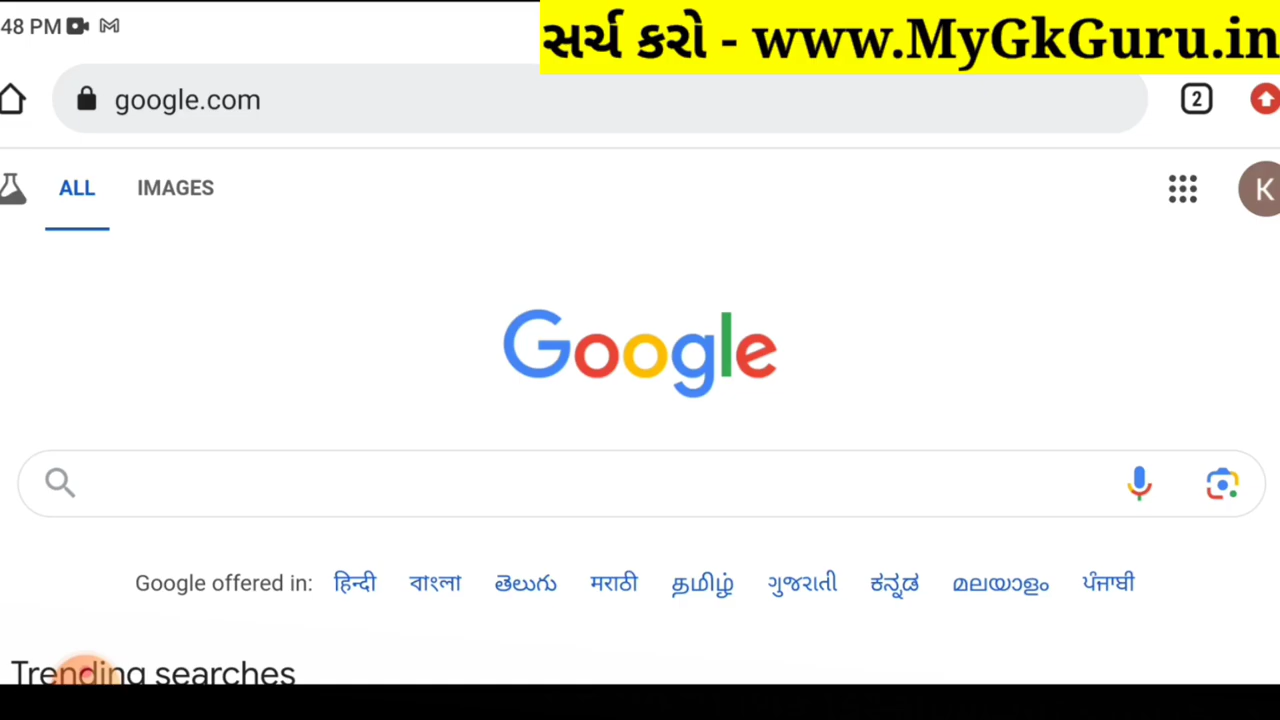 48 PM
સર્ચ કરો - www.MyGkGuru.in
google.com
2
ALL IMAGES
K
Google
Google offered in: हिन्दी বাংলা తెలుగు मराठी தமிழ் ગુજરાતી ಕನ್ನಡ മലയാളം ਪੰਜਾਬੀ
Trending searches